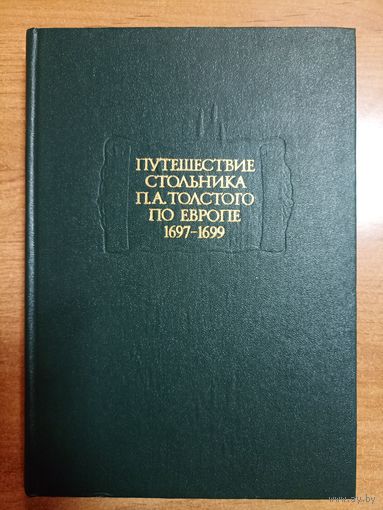 ПУТЕШЕСТВИЕ
СТОЛЬНИКА
П.А.ТОЛСТОГО
ПО ЕВРОПЕ
1697–1699